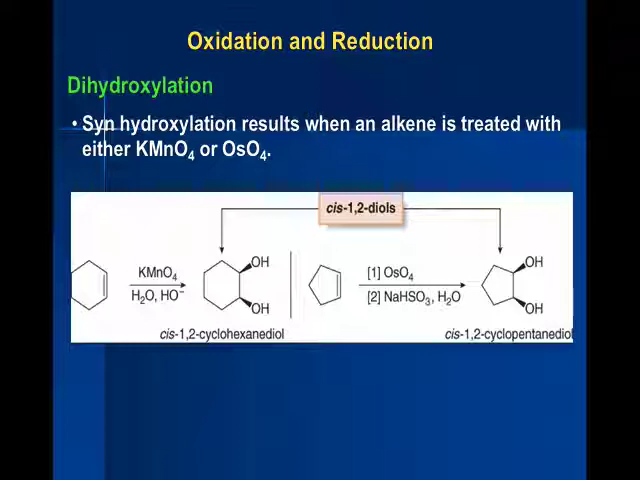 Oxidation and Reduction
Dihydroxylation
• Syn hydroxylation results when an alkene is treated with
either KMnO₄ or OsO₄.
cis-1,2-diols
KMnO₄
H₂O, HO⁻
OH
OH
cis-1,2-cyclohexanediol
[1] OsO₄
[2] NaHSO₃, H₂O
OH
OH
cis-1,2-cyclopentanediol